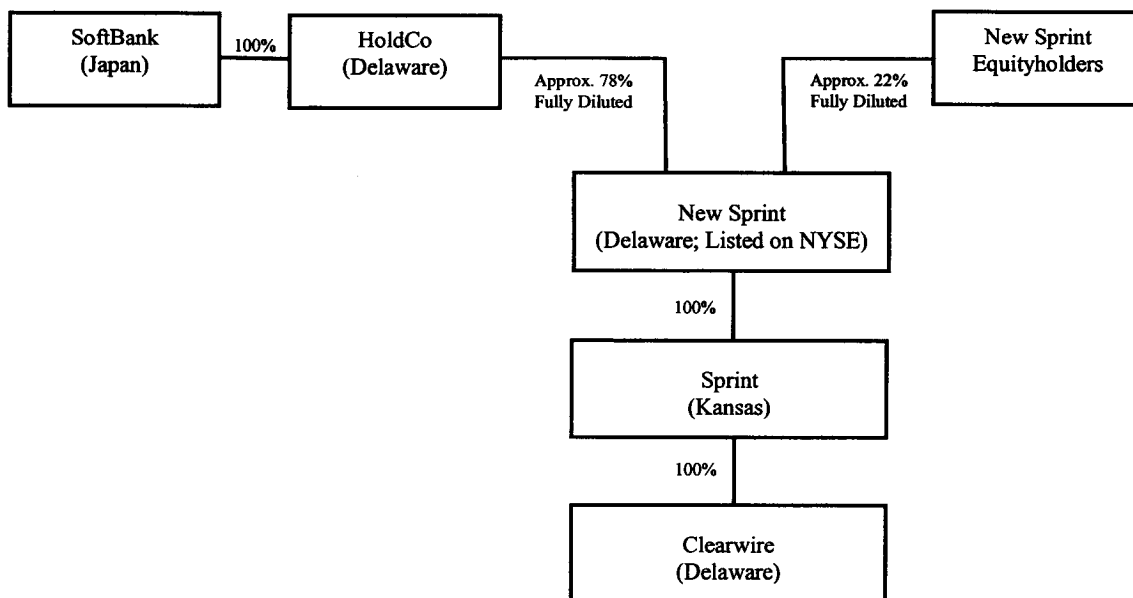 SoftBank
(Japan)
100%
HoldCo
(Delaware)
Approx. 78%
Fully Diluted
New Sprint
Equityholders
Approx. 22%
Fully Diluted
New Sprint
(Delaware; Listed on NYSE)
100%
Sprint
(Kansas)
100%
Clearwire
(Delaware)